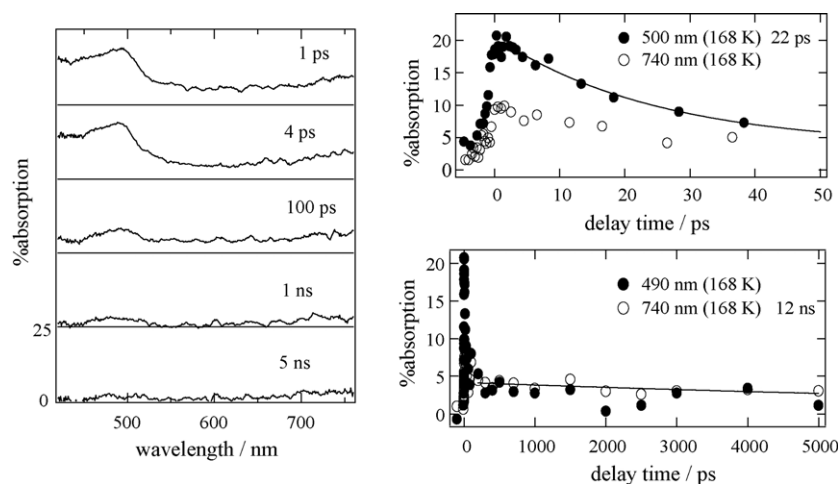 1 ps
4 ps
100 ps
1 ns
25
5 ns
0
%absorption
500
600
700
wavelength / nm
20
15
10
5
0
%absorption
500 nm (168 K) 22 ps
740 nm (168 K)
0
10
20
30
40
50
delay time / ps
20
15
10
5
0
%absorption
490 nm (168 K)
740 nm (168 K) 12 ns
0
1000
2000
3000
4000
5000
delay time / ps